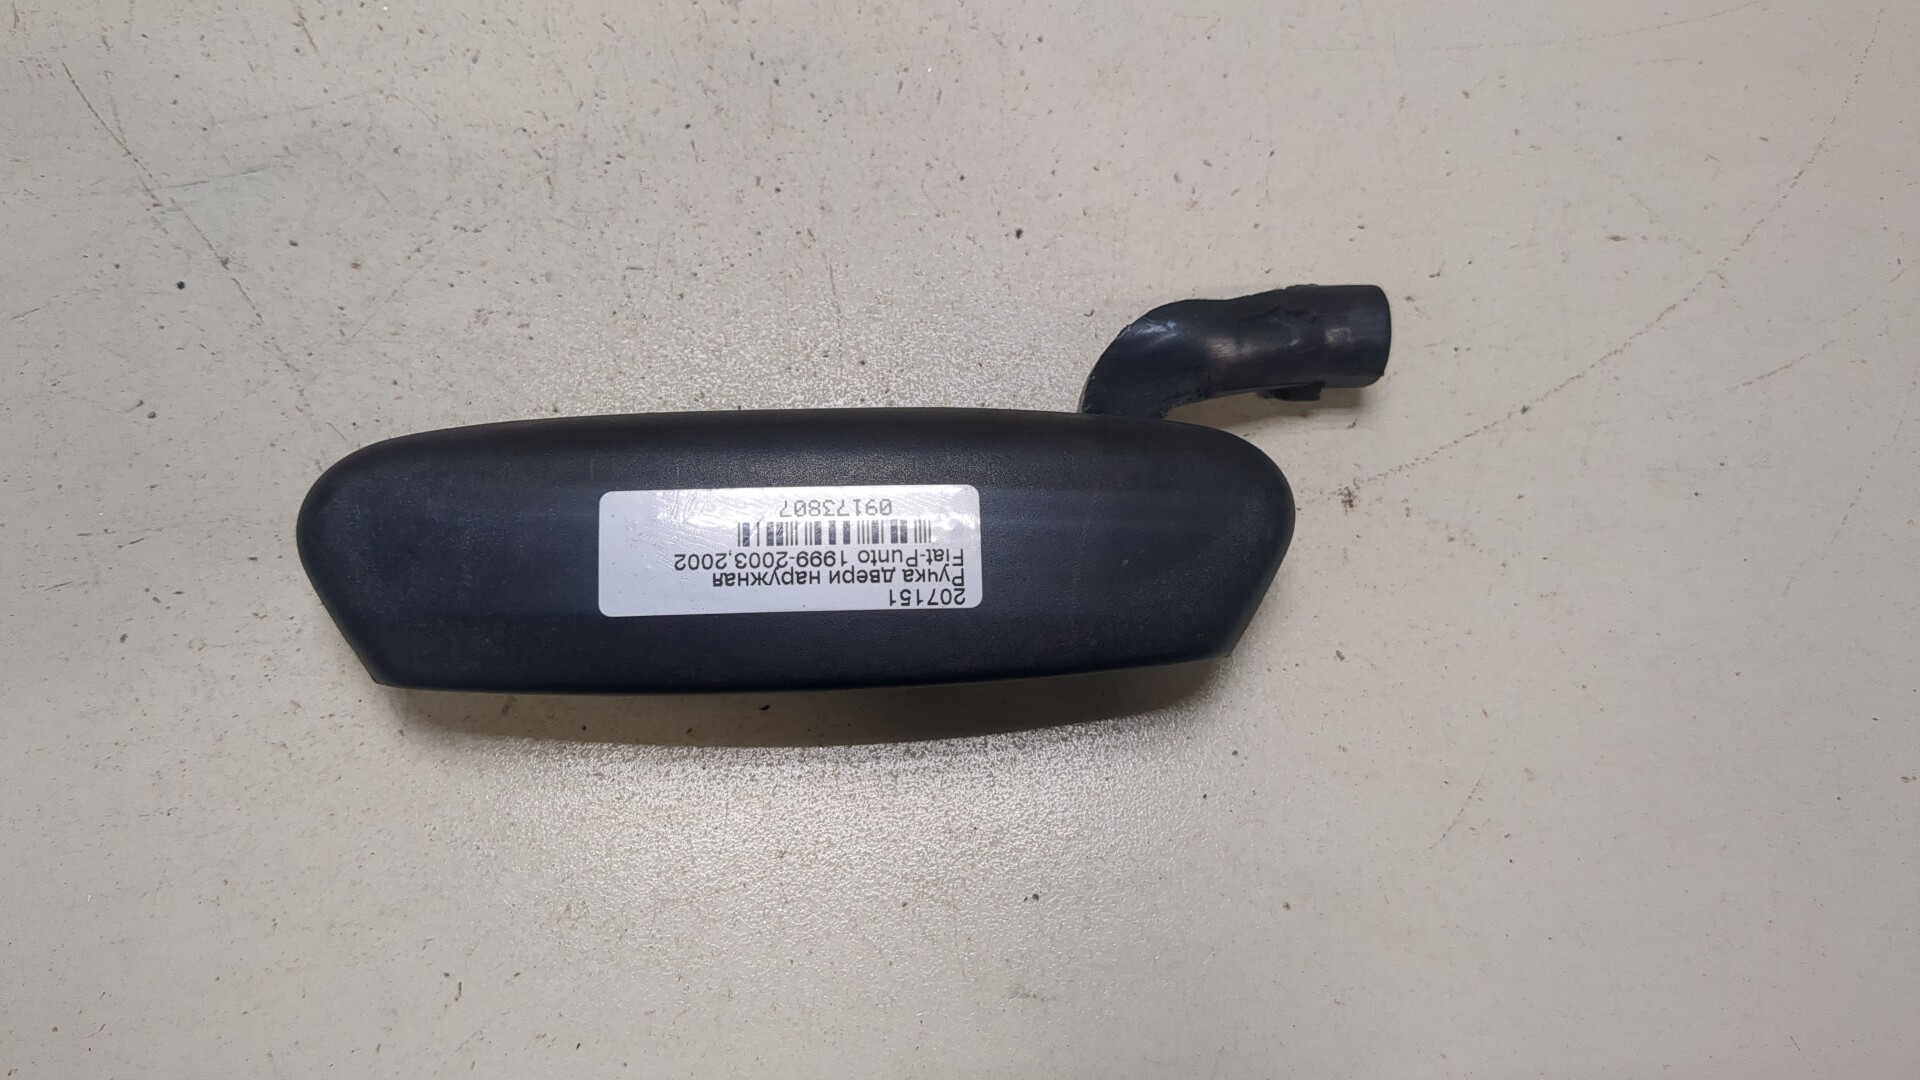 207151
Ручка двери наружная
Fiat-Punto 1999-2003,2002
09173807